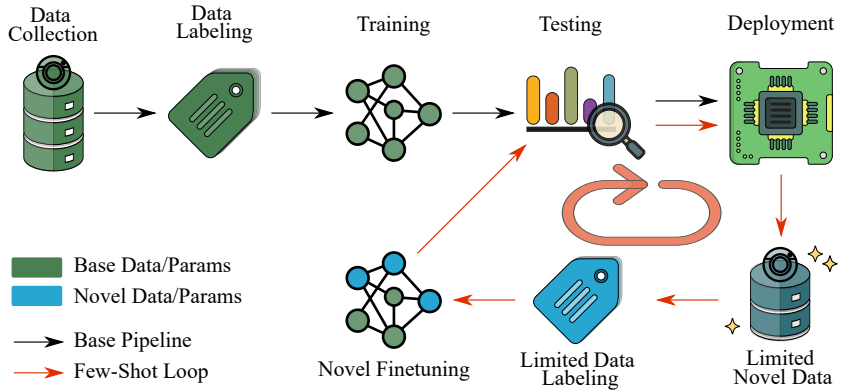 Data
Collection
Data
Labeling
Training
Testing
Deployment
Base Data/Params
Novel Data/Params
Base Pipeline
Few-Shot Loop
Novel Finetuning
Limited Data
Labeling
Limited
Novel Data